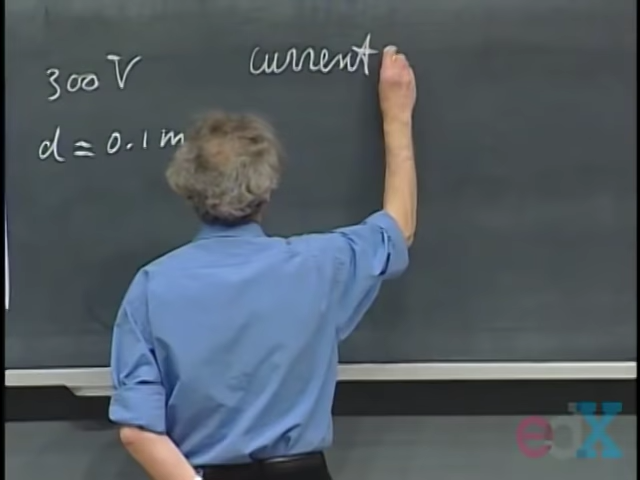 300 V
current
d ≃ 0.1 m
edX